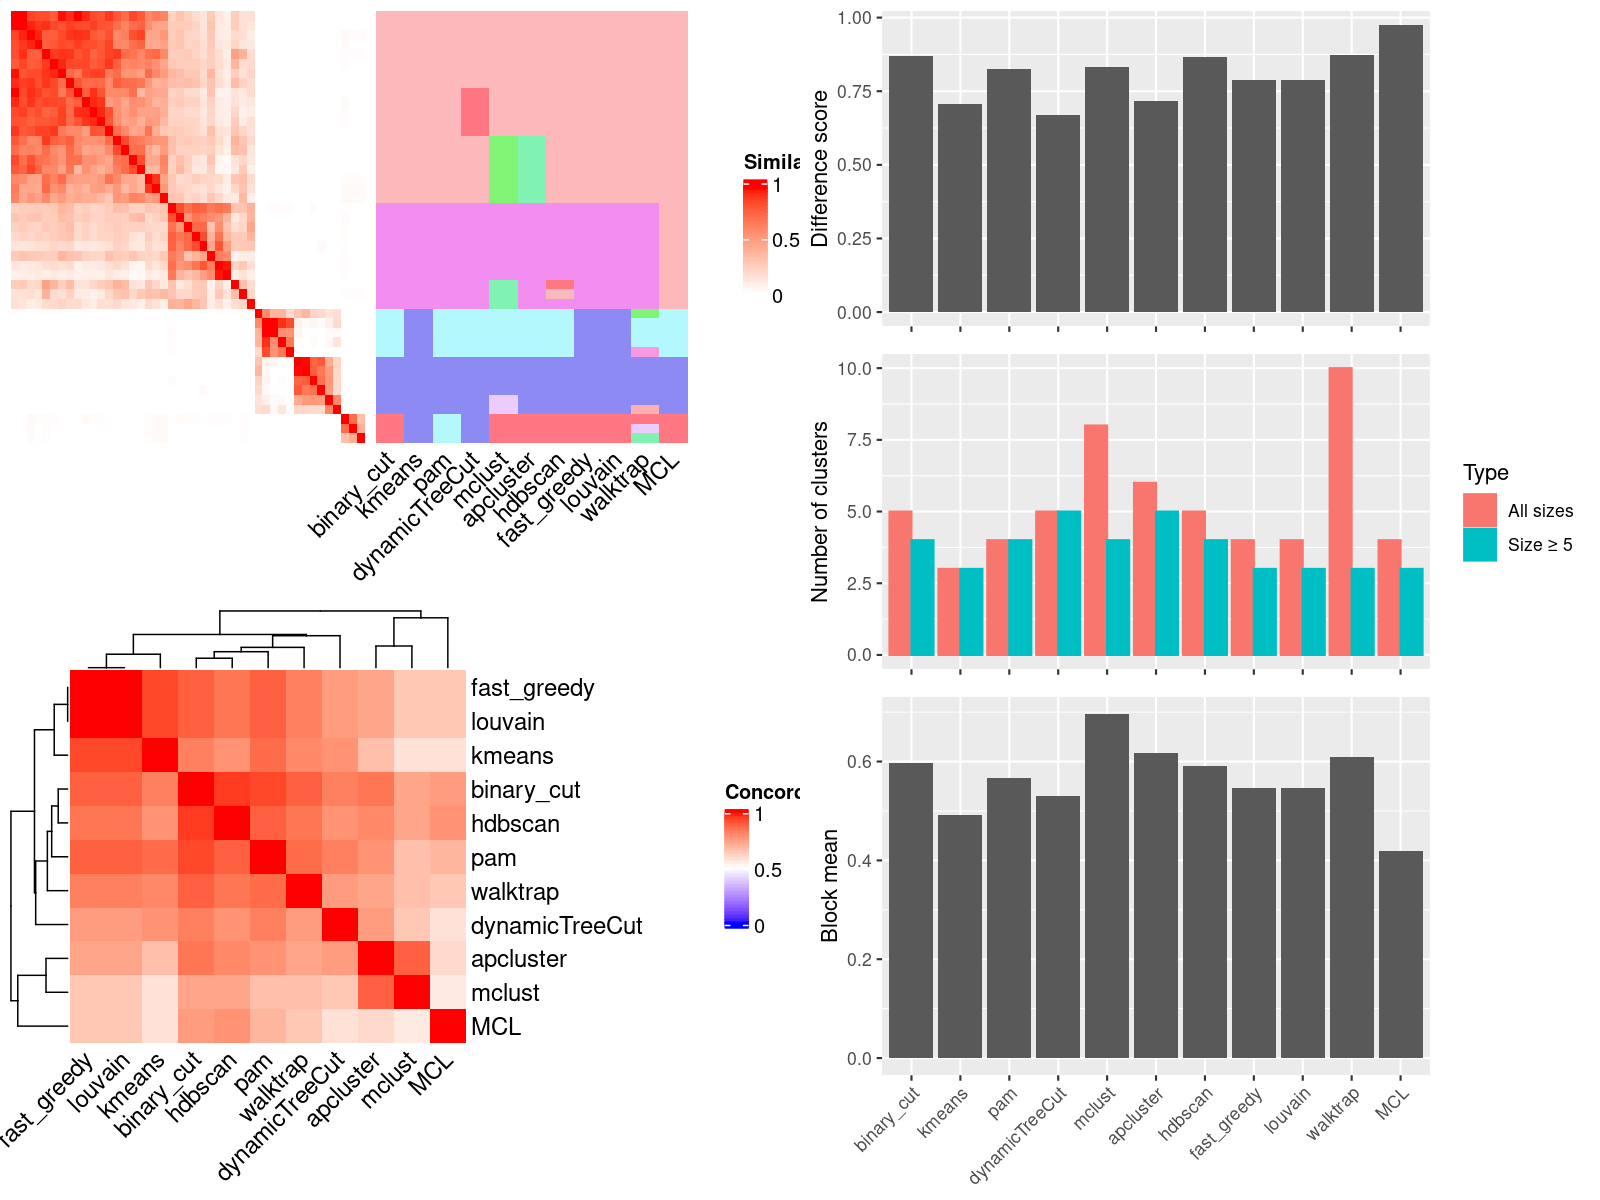 Simila
1
0.5
0
binary_cut
kmeans
pam
dynamicTreeCut
mclust
apcluster
hdbscan
fast_greedy
louvain
walktrap
MCL
fast_greedy
louvain
kmeans
binary_cut
hdbscan
pam
walktrap
dynamicTreeCut
apcluster
mclust
MCL
fast_greedy
louvain
kmeans
binary_cut
hdbscan
pam
walktrap
dynamicTreeCut
apcluster
mclust
MCL
Concord
1
0.5
0
Difference score
1.00
0.75
0.50
0.25
0.00
Number of clusters
10.0
7.5
5.0
2.5
0.0
Type
All sizes
Size ≥ 5
Block mean
0.6
0.4
0.2
0.0
binary_cut
kmeans
pam
dynamicTreeCut
mclust
apcluster
hdbscan
fast_greedy
louvain
walktrap
MCL